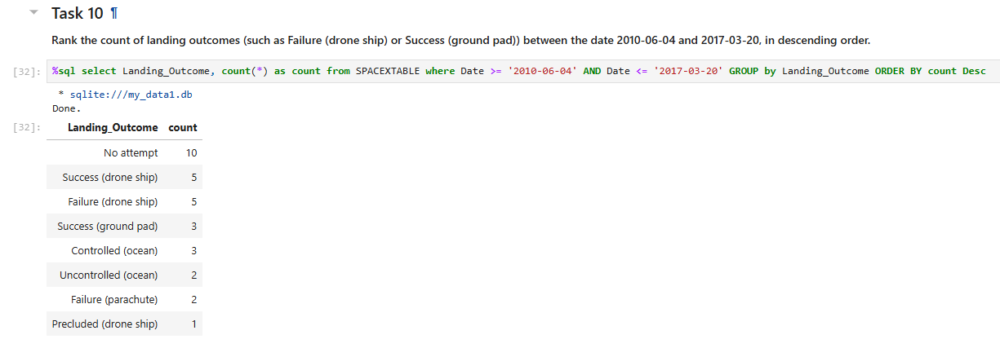 Task 10 ¶
Rank the count of landing outcomes (such as Failure (drone ship) or Success (ground pad)) between the date 2010-06-04 and 2017-03-20, in descending order.
[32]: %sql select Landing_Outcome, count(*) as count from SPACEXTABLE where Date >= '2010-06-04' AND Date <= '2017-03-20' GROUP by Landing_Outcome ORDER BY count Desc
* sqlite:///my_data1.db
Done.
[32]: Landing_Outcome count
No attempt 10
Success (drone ship) 5
Failure (drone ship) 5
Success (ground pad) 3
Controlled (ocean) 3
Uncontrolled (ocean) 2
Failure (parachute) 2
Precluded (drone ship) 1